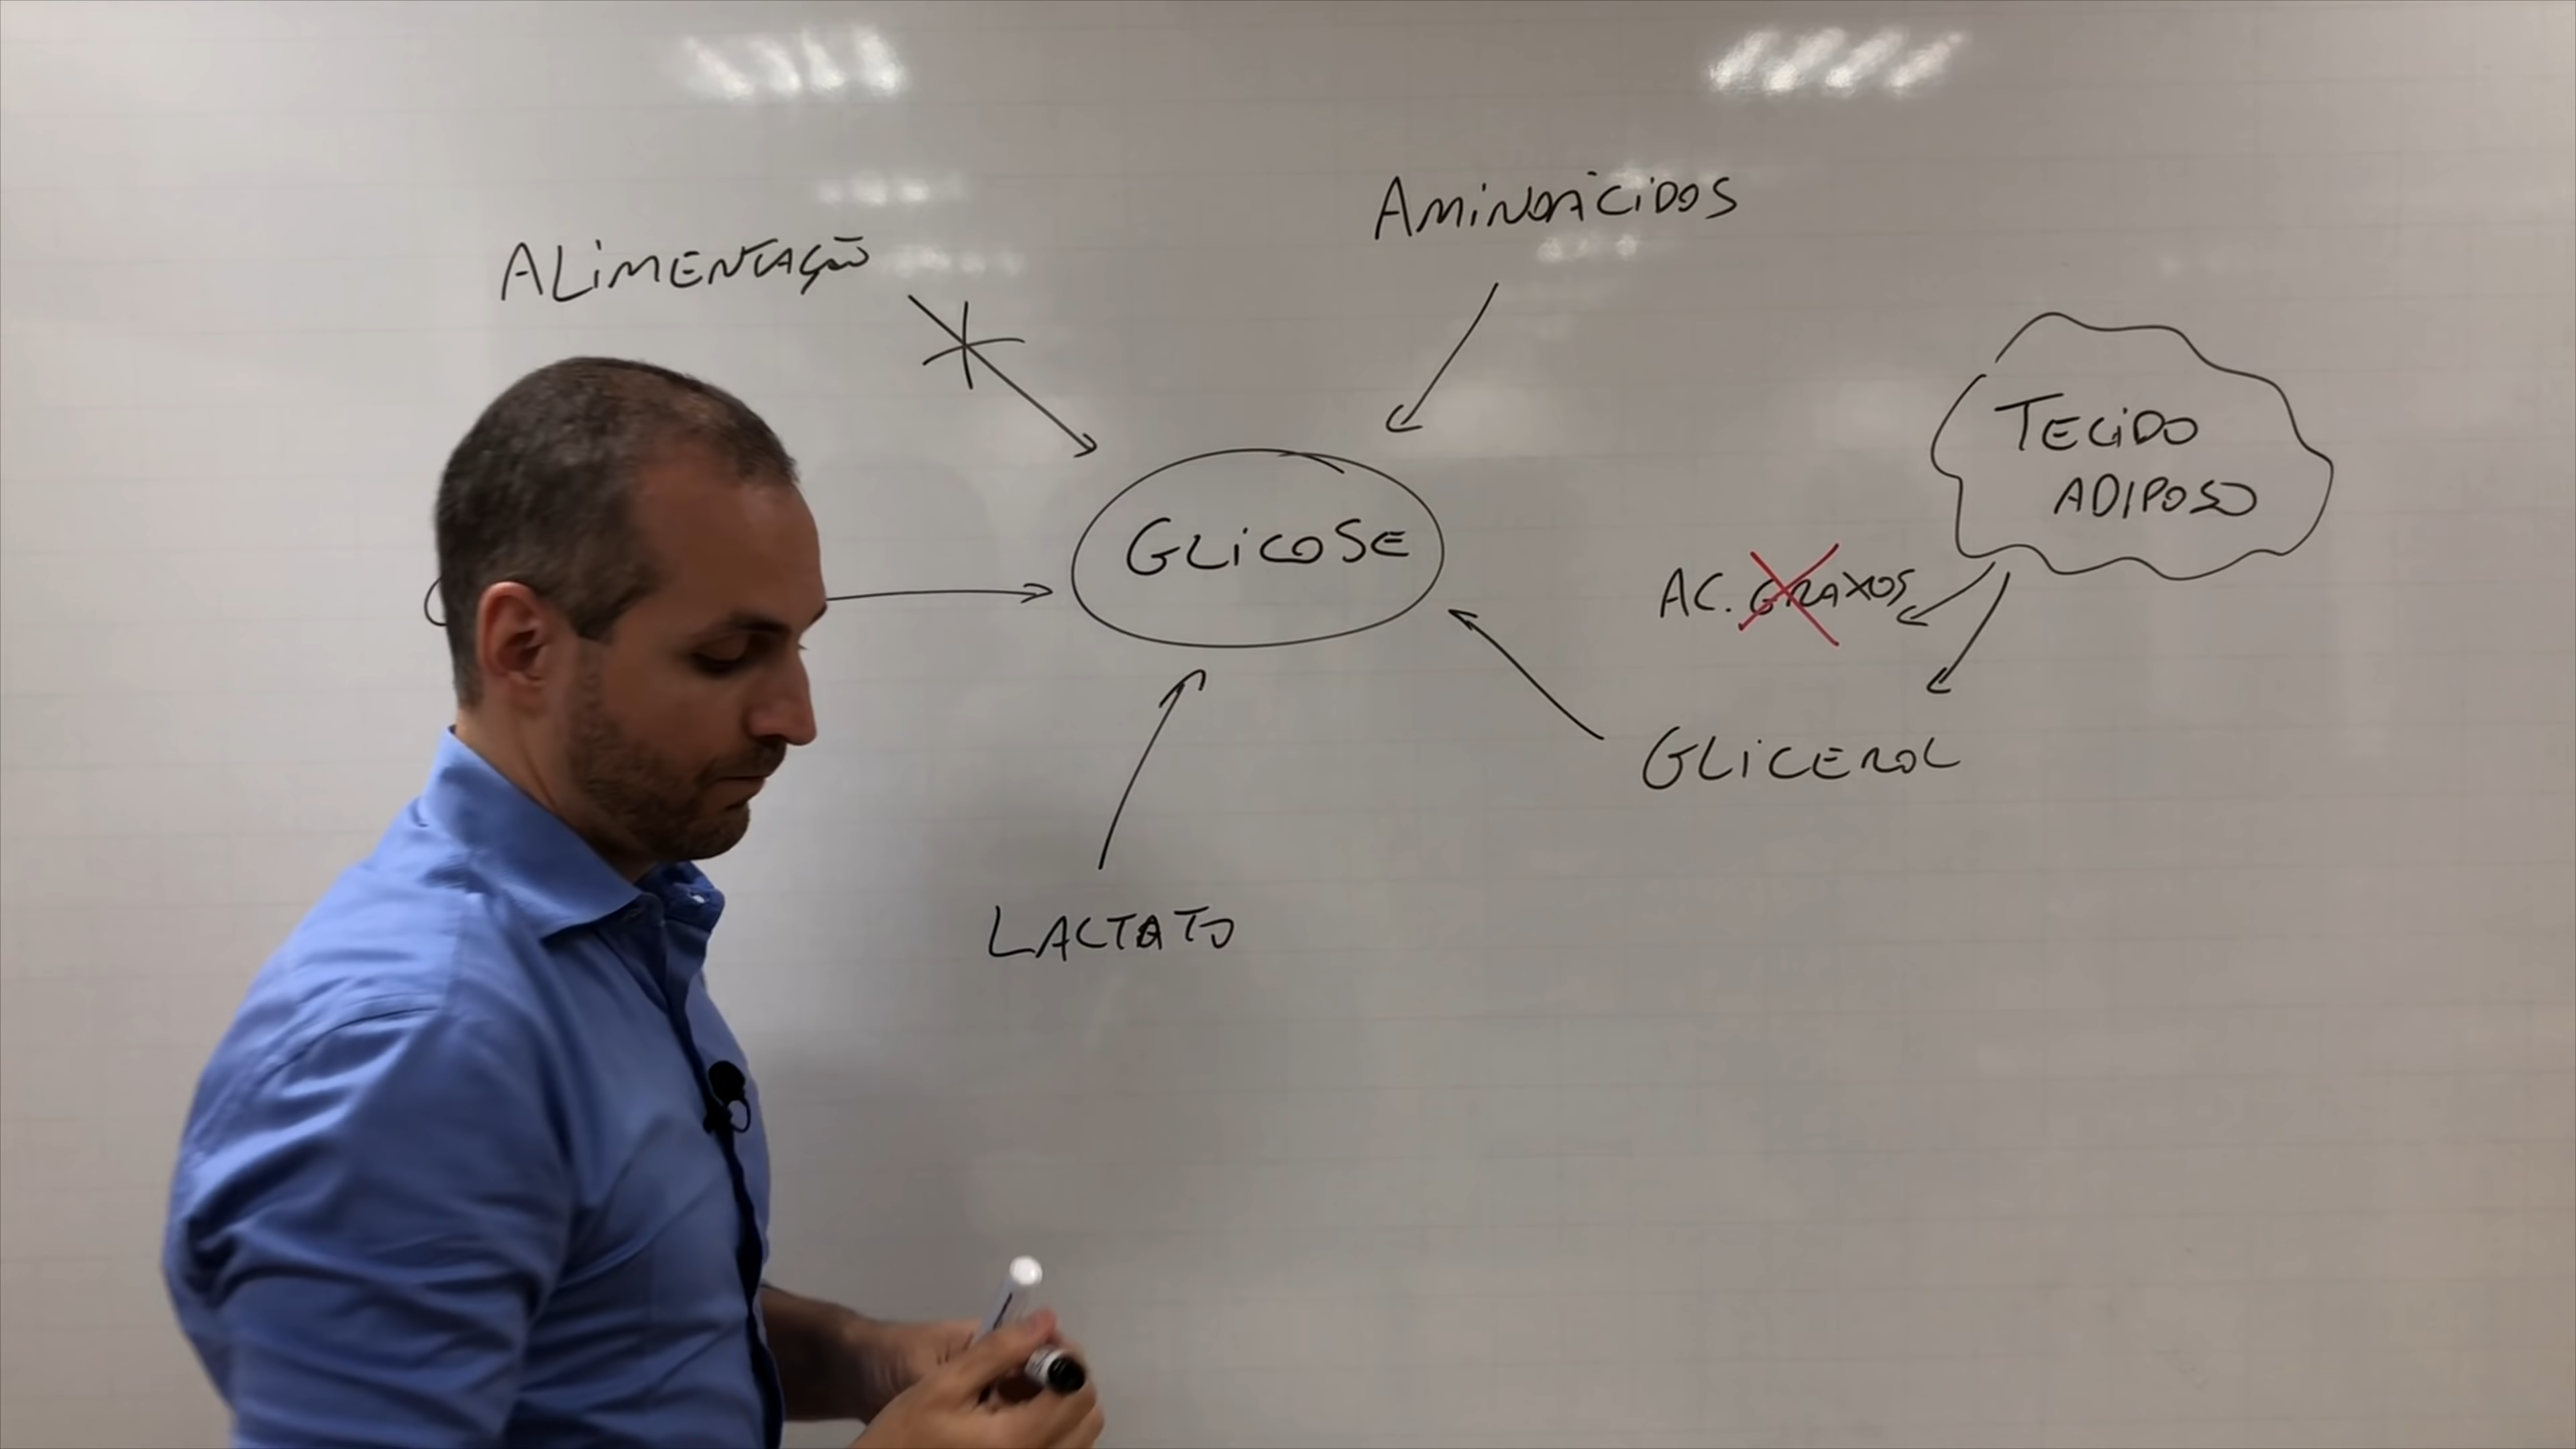 AMINOÁCIDOS
ALIMENTAÇÃO
TECIDO
ADIPOSO
GLICOSE
AC. GRAXOS
GLICEROL
LACTATO